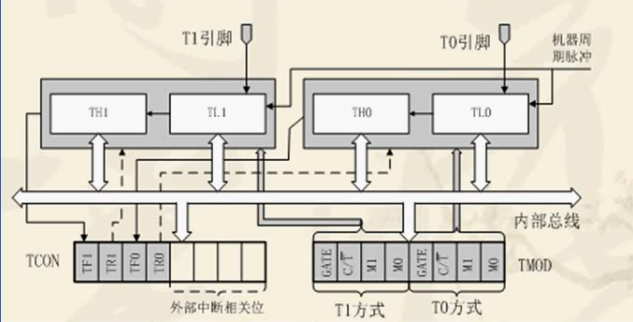 T1引脚
T0引脚
机器周
期脉冲
TH1
TL1
TH0
TL0
内部总线
TCON
TF1
TR1
TF0
TR0
GATE
C/T̅
M1
M0
GATE
C/T̅
M1
M0
TMOD
外部中断相关位
T1方式
T0方式